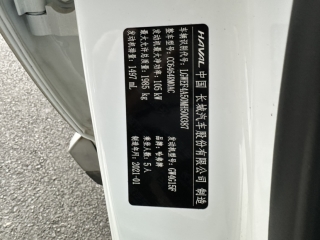 HAVAL 中国 长城汽车股份有限公司 制造
车辆识别代号：LGWEF4A50MH500387
整车型号：CC6464MJ4C 品牌：哈弗牌
发动机最大净功率：105 kW 发动机型号：GW4G15F
最大允许总质量：1985 kg 乘坐人数：5 人
发动机排量：1497 mL 制造年月：2021-01